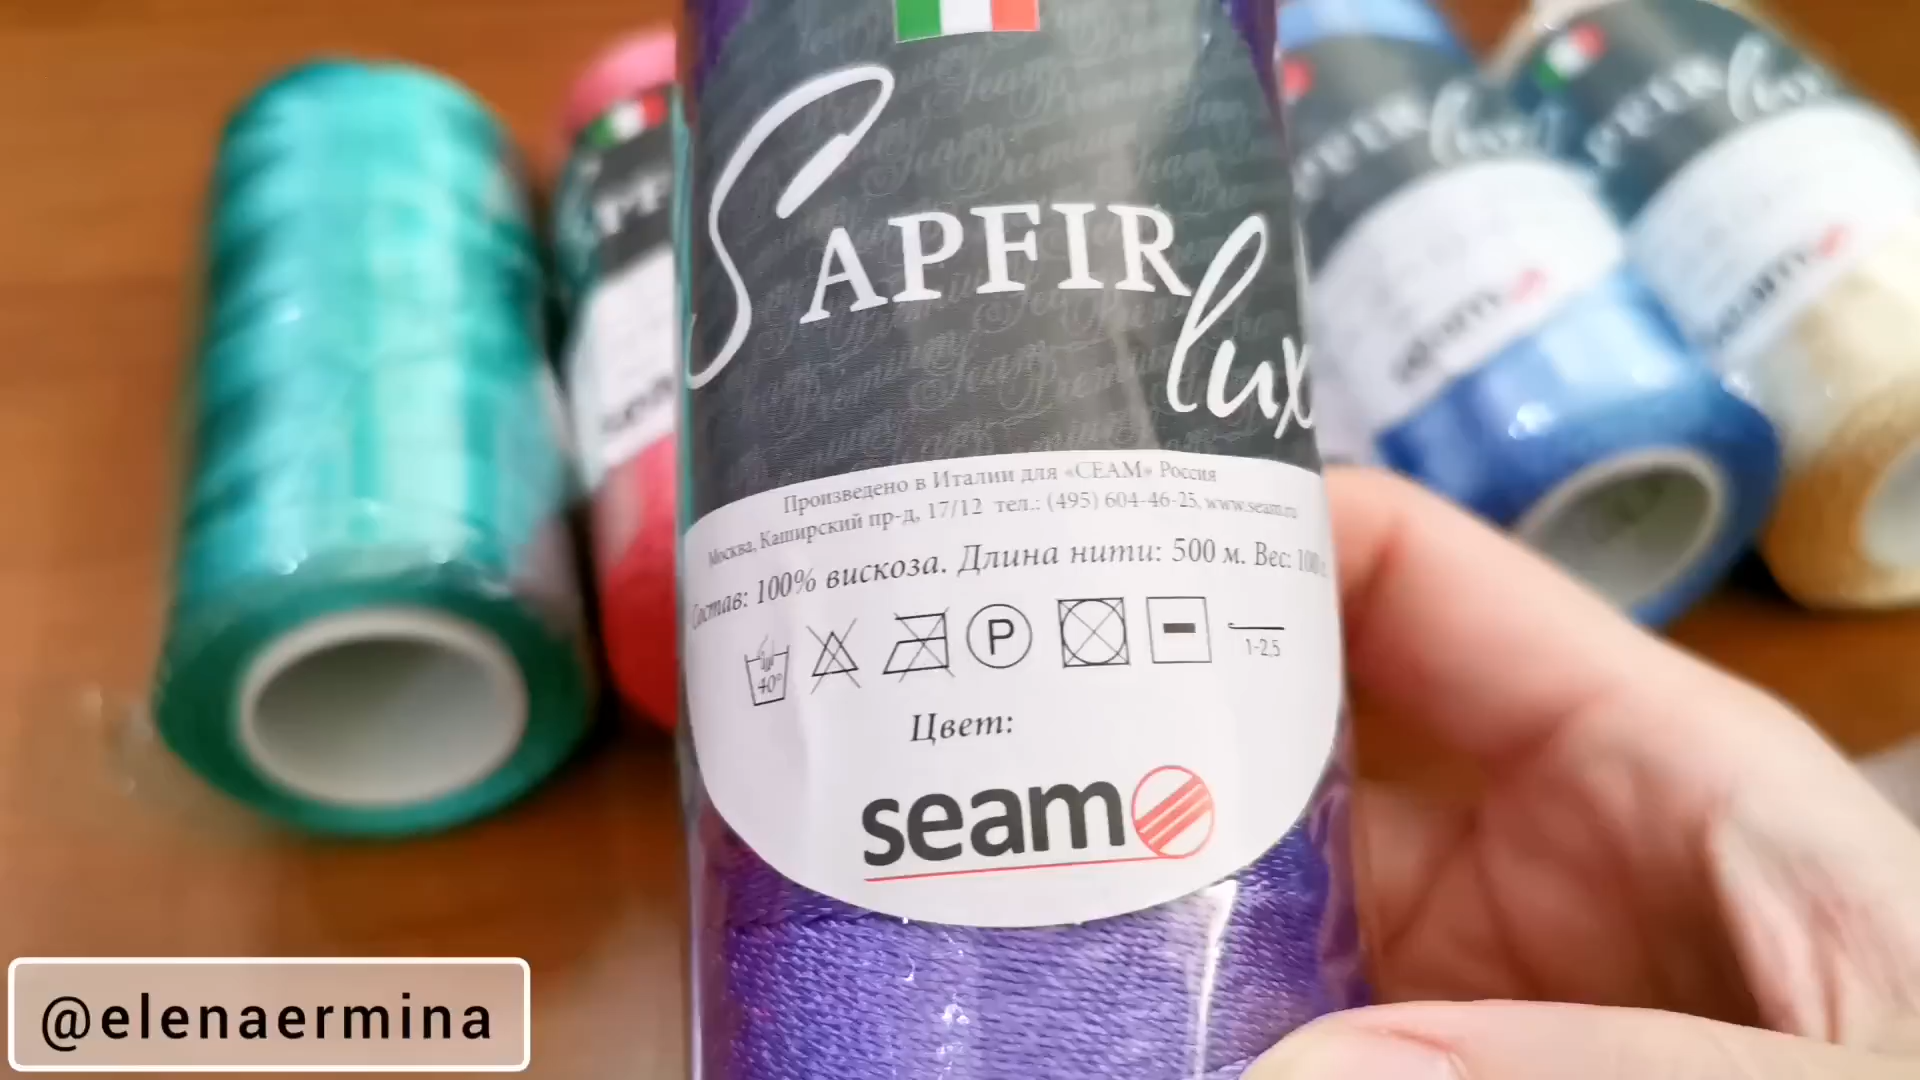 SAPFIR
lux
Произведено в Италии для «СЕАМ» Россия
Москва, Каширский пр-д, 17/12 тел.: (495) 604-46-25, www.seam.ru
Состав: 100% вискоза. Длина нити: 500 м. Вес: 100
40°
P
1-2,5
Цвет:
seam
@elenaermina